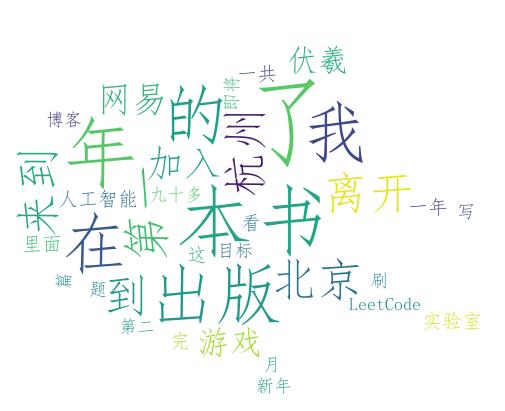 伏羲
一共
即将
网易
的
杭州
了
我
博客
年
来到
加入
一
人工智能
九十多
本书
离开
一年
写
里面
在
第
看
这
目标
篇
题
到
出版
北京
刷
LeetCode
第二
完
游戏
实验室
月
新年